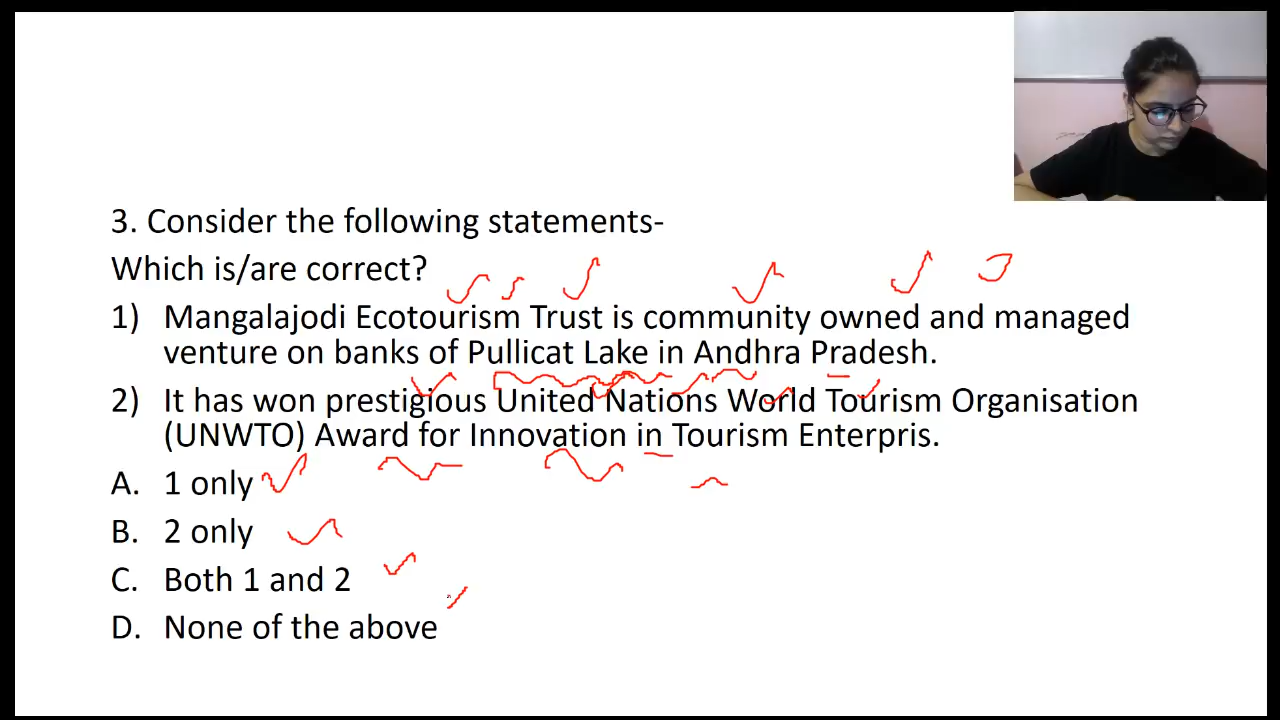 3. Consider the following statements-
Which is/are correct?
1) Mangalajodi Ecotourism Trust is community owned and managed
venture on banks of Pullicat Lake in Andhra Pradesh.
2) It has won prestigious United Nations World Tourism Organisation
(UNWTO) Award for Innovation in Tourism Enterpris.
A. 1 only
B. 2 only
C. Both 1 and 2
D. None of the above